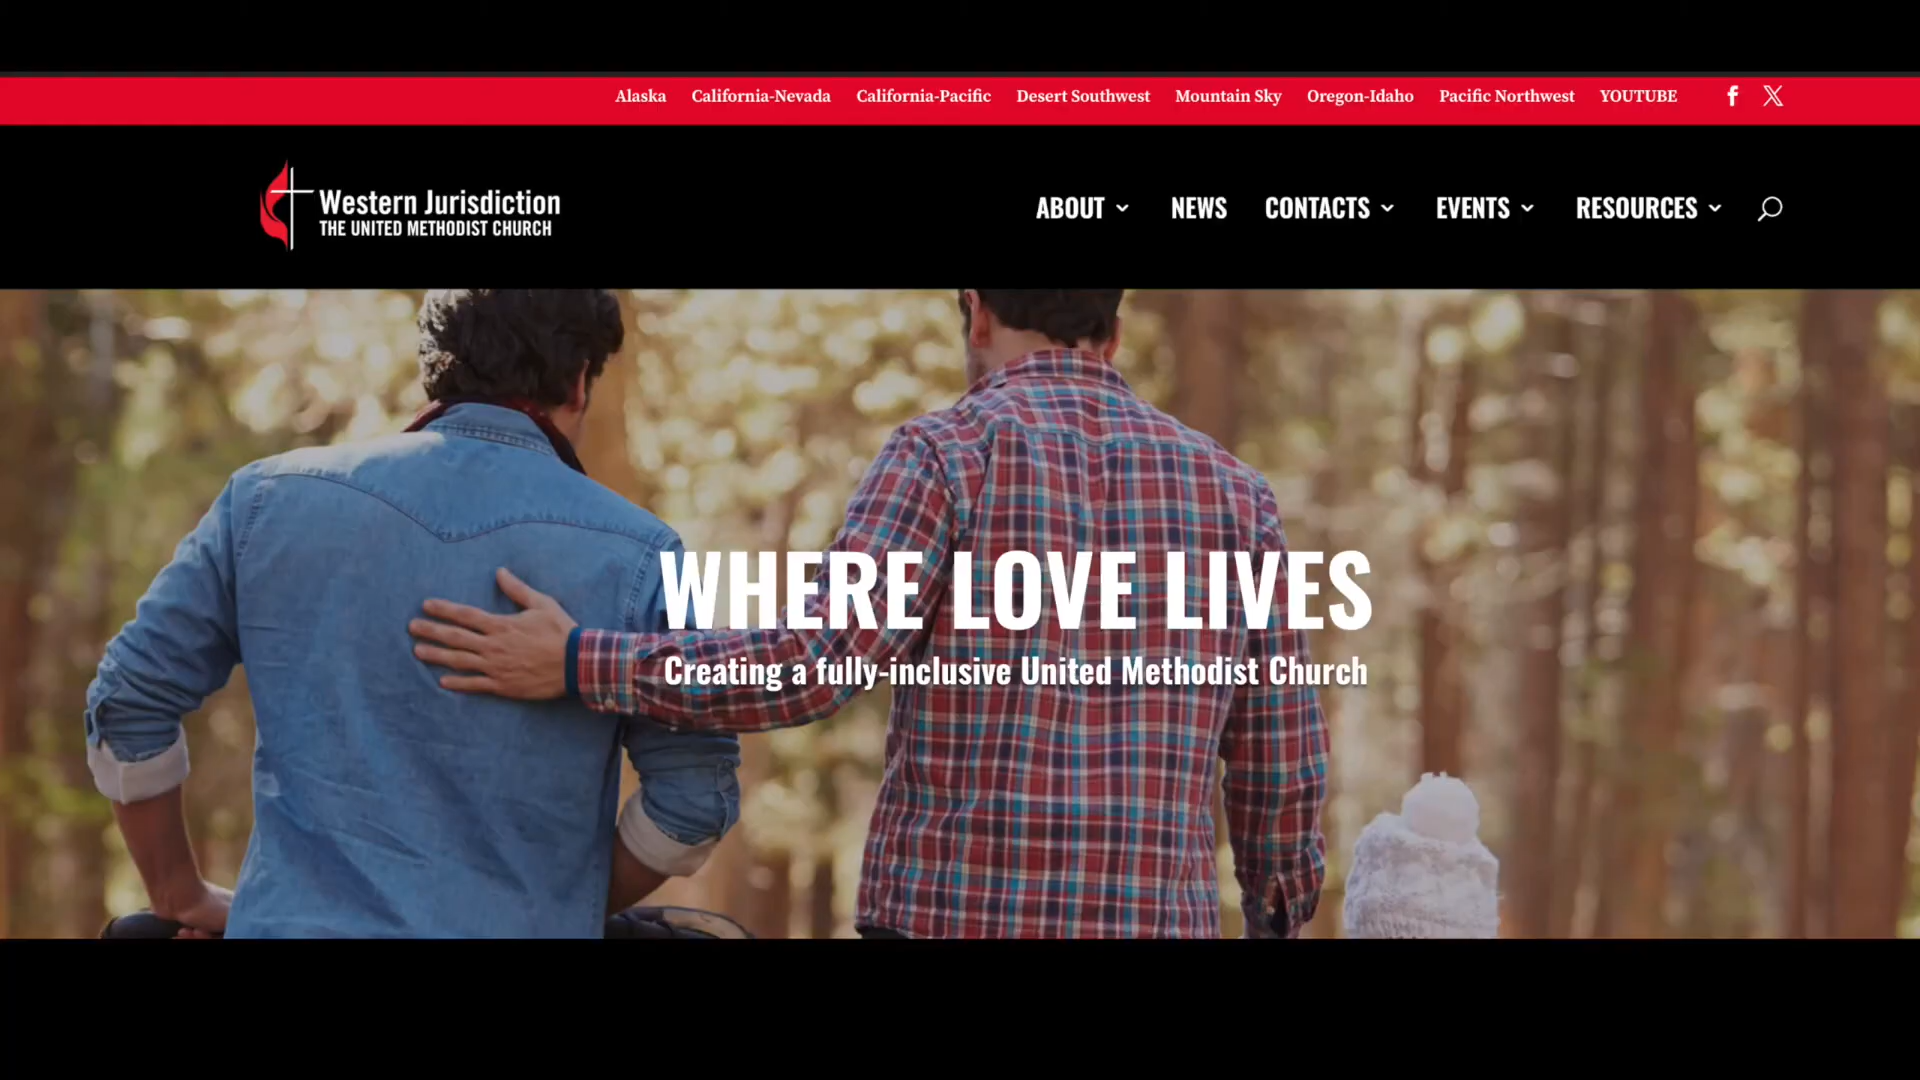 Alaska California-Nevada California-Pacific Desert Southwest Mountain Sky Oregon-Idaho Pacific Northwest YOUTUBE
Western Jurisdiction
THE UNITED METHODIST CHURCH
ABOUT NEWS CONTACTS EVENTS RESOURCES
WHERE LOVE LIVES
Creating a fully-inclusive United Methodist Church